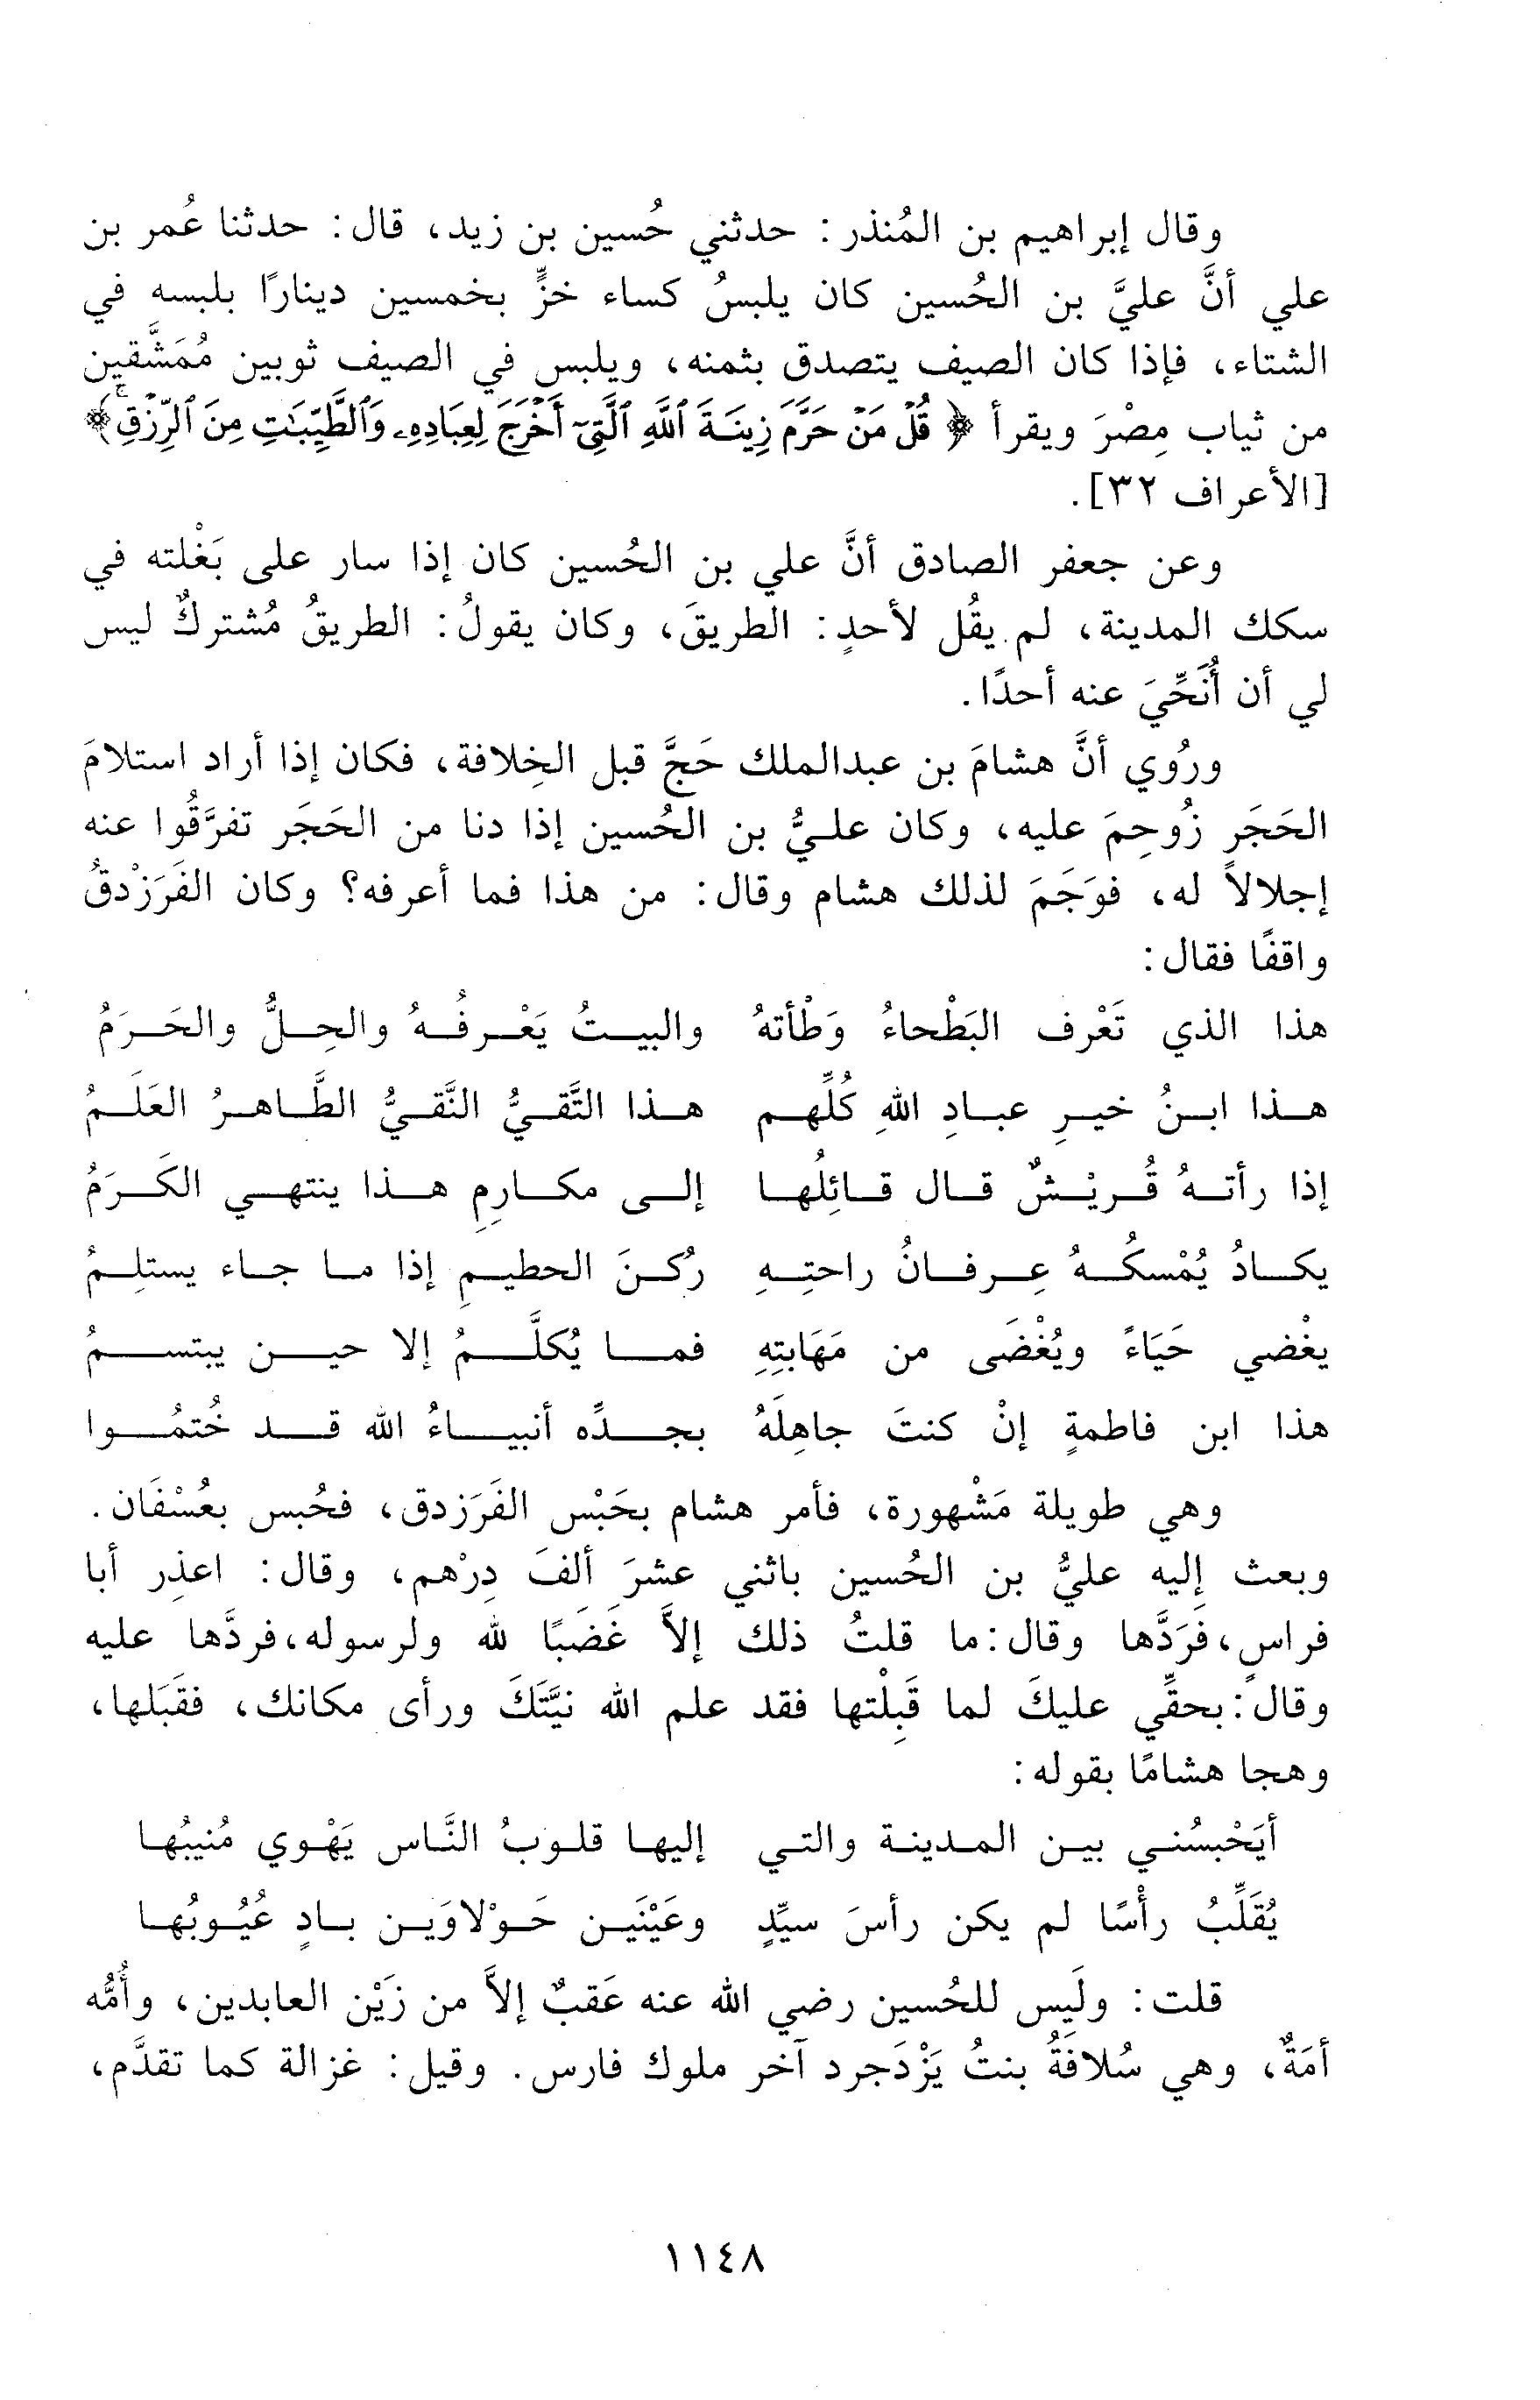 وقال إبراهيم بن المُنذر: حدثني حُسين بن زيد، قال: حدثنا عُمر بن
علي أنَّ عليَّ بن الحُسين كان يلبسُ كساء خزٍّ بخمسين دينارًا بلبسه في
الشتاء، فإذا كان الصيف يتصدق بثمنه، ويلبس في الصيف ثوبين مُمَشَّقين
من ثياب مِصْرَ ويقرأ ﴿قُلْ مَنْ حَرَّمَ زِينَةَ ٱللَّهِ ٱلَّتِىٓ أَخْرَجَ لِعِبَادِهِۦ وَٱلطَّيِّبَٰتِ مِنَ ٱلرِّزْقِۚ﴾
[الأعراف ٣٢].
وعن جعفر الصادق أنَّ علي بن الحُسين كان إذا سار على بَغْلته في
سكك المدينة، لم يقُل لأحدٍ: الطريقَ، وكان يقولُ: الطريقُ مُشتركٌ ليس
لي أن أُنَحِّيَ عنه أحدًا.
ورُوي أنَّ هشامَ بن عبدالملك حَجَّ قبل الخِلافة، فكان إذا أراد استلامَ
الحَجَر زُوحِمَ عليه، وكان عليُّ بن الحُسين إذا دنا من الحَجَر تفرَّقُوا عنه
إجلالاً له، فوَجَمَ لذلك هشام وقال: من هذا فما أعرفه؟ وكان الفَرَزْدقُ
واقفًا فقال:
هذا الذي تَعْرف البَطْحاءُ وَطْأتهُ والبيتُ يَعْرفُهُ والحِلُّ والحَرَمُ
هذا ابنُ خيرِ عبادِ اللهِ كُلِّهم هذا التَّقيُّ النَّقيُّ الطَّاهرُ العَلَمُ
إذا رأتهُ قُريْشٌ قال قائِلُها إلى مكارِمِ هذا ينتهي الكَرَمُ
يكادُ يُمْسكُهُ عِرفانُ راحتِهِ رُكنَ الحطيمِ إذا ما جاء يستلِمُ
يغْضي حَيَاءً ويُغْضَى من مَهَابتِهِ فما يُكلَّمُ إلا حين يبتسمُ
هذا ابن فاطمةٍ إنْ كنتَ جاهِلَهُ بجدِّه أنبياءُ الله قد خُتمُوا
وهي طويلة مَشْهورة، فأمر هشام بحَبْس الفَرَزدق، فحُبس بعُسْفَان.
وبعث إليه عليُّ بن الحُسين باثني عشرَ ألفَ دِرْهم، وقال: اعذِر أبا
فراسٍ، فرَدَّها وقال: ما قلتُ ذلك إلاَّ غَضَبًا لله ولرسوله، فردَّها عليه
وقال: بحقِّي عليكَ لما قَبِلْتها فقد علم الله نيَّتَكَ ورأى مكانك، فقَبَلها،
وهجا هشامًا بقوله:
أيَحْبسُني بين المدينة والتي إليها قلوبُ النَّاس يَهْوي مُنيبُها
يُقَلِّبُ رأْسًا لم يكن رأسَ سيِّدٍ وعَيْنَين حَوْلاوَين بادٍ عُيُوبُها
قلت: ولَيس للحُسين رضي الله عنه عَقبٌ إلاَّ من زَيْن العابدين، وأُمُّه
أمَةٌ، وهي سُلافَةُ بنتُ يَزْدَجرد آخر ملوك فارس. وقيل: غزالة كما تقدَّم،
١١٤٨